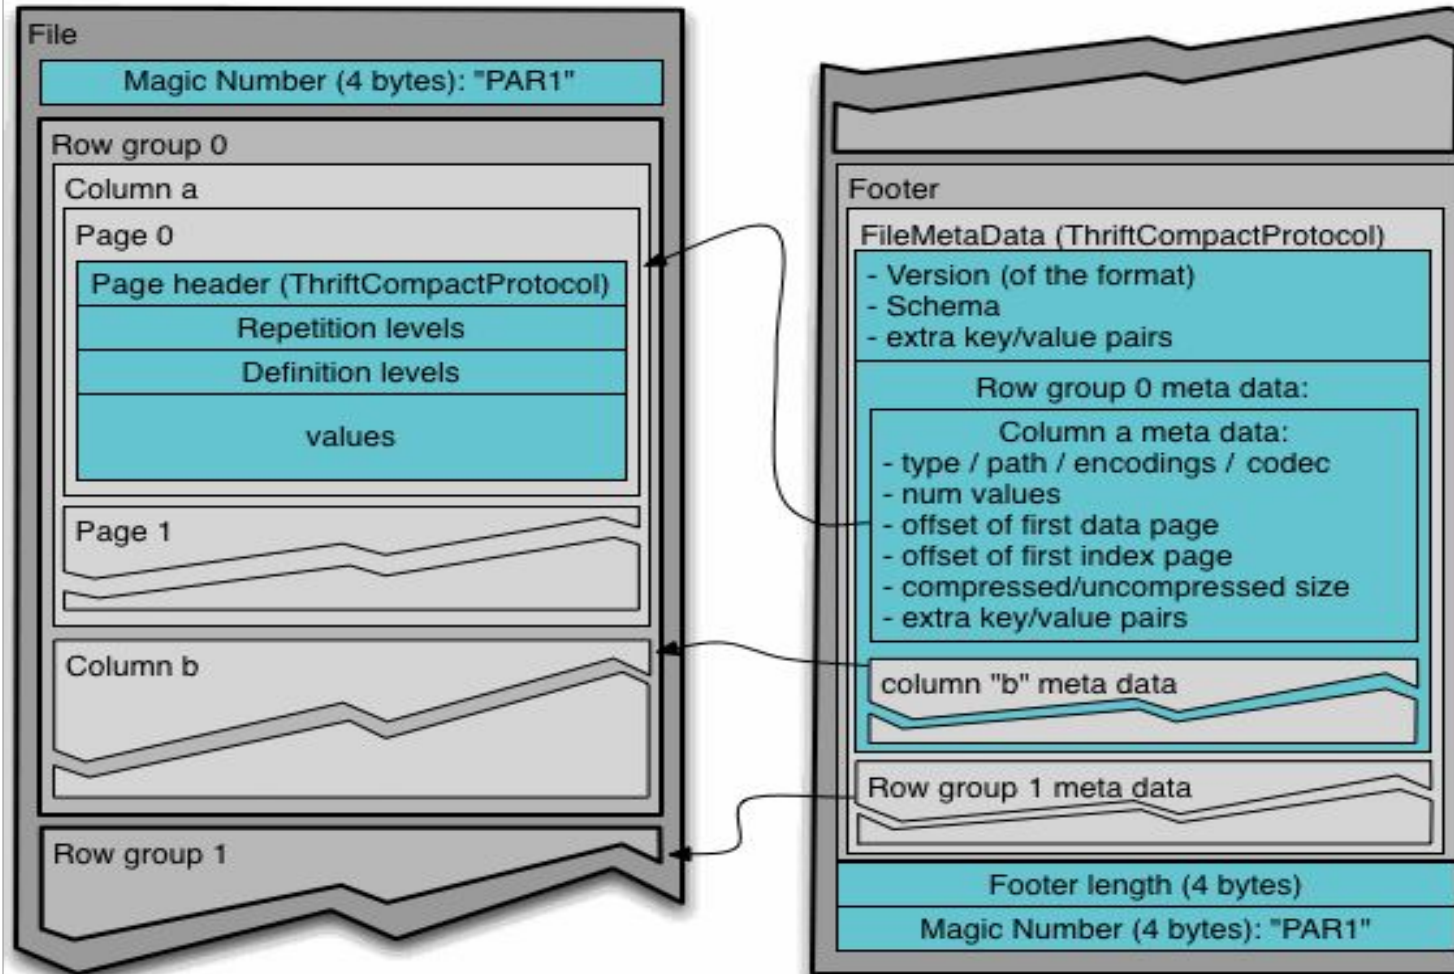 File
Magic Number (4 bytes): "PAR1"
Row group 0
Column a
Page 0
Page header (ThriftCompactProtocol)
Repetition levels
Definition levels
values
Page 1
Column b
Row group 1
Footer
FileMetaData (ThriftCompactProtocol)
- Version (of the format)
- Schema
- extra key/value pairs
Row group 0 meta data:
Column a meta data:
- type / path / encodings / codec
- num values
- offset of first data page
- offset of first index page
- compressed/uncompressed size
- extra key/value pairs
column "b" meta data
Row group 1 meta data
Footer length (4 bytes)
Magic Number (4 bytes): "PAR1"